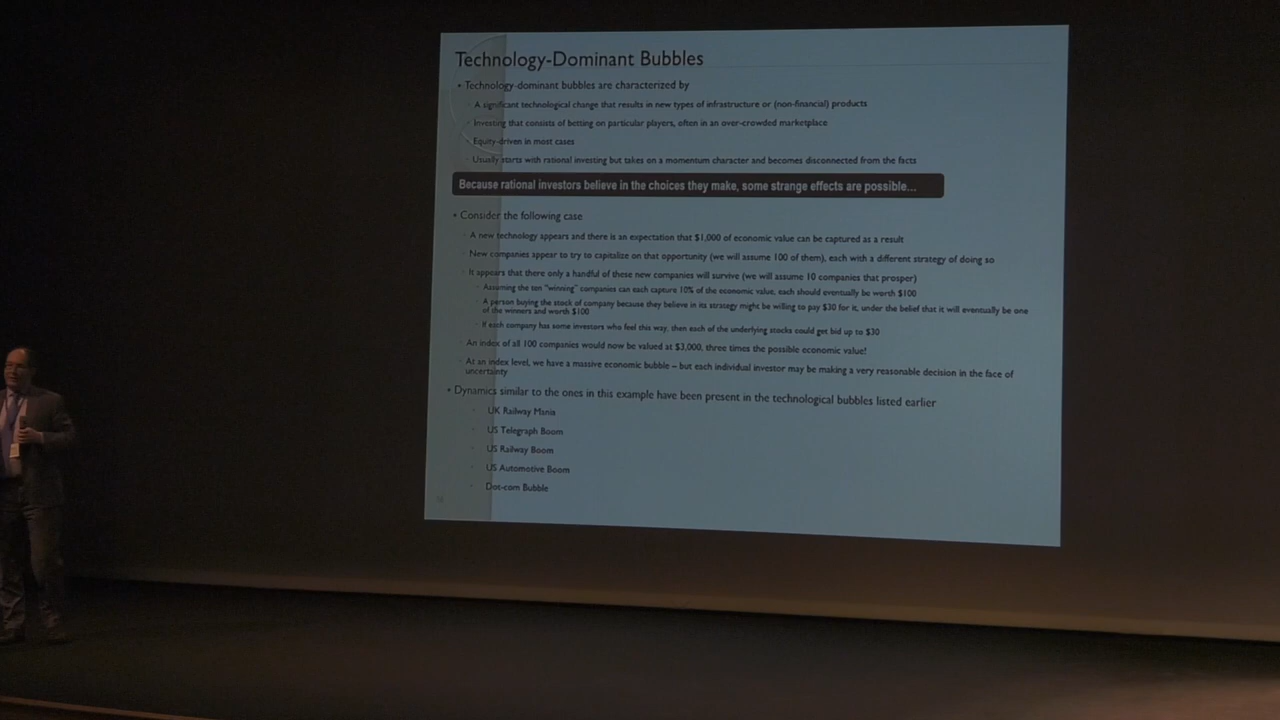 Technology-Dominant Bubbles
• Technology-dominant bubbles are characterized by
A significant technological change that results in new types of infrastructure or (non-financial) products
Investing that consists of betting on particular players, often in an over-crowded marketplace
Equity-driven in most cases
Usually starts with rational investing but takes on a momentum character and becomes disconnected from the facts
Because rational investors believe in the choices they make, some strange effects are possible...
• Consider the following case
A new technology appears and there is an expectation that $1,000 of economic value can be captured as a result
New companies appear to try to capitalize on that opportunity (we will assume 100 of them), each with a different strategy of doing so
It appears that there only a handful of these new companies will survive (we will assume 10 companies that prosper)
Assuming the ten "winning" companies can each capture 10% of the economic value, each should eventually be worth $100
A person buying the stock of company because they believe in its strategy might be willing to pay $30 for it, under the belief that it will eventually be one
of the winners and worth $100
If each company has some investors who feel this way, then each of the underlying stocks could get bid up to $30
An index of all 100 companies would now be valued at $3,000, three times the possible economic value!
At an index level, we have a massive economic bubble – but each individual investor may be making a very reasonable decision in the face of
uncertainty
• Dynamics similar to the ones in this example have been present in the technological bubbles listed earlier
UK Railway Mania
US Telegraph Boom
US Railway Boom
US Automotive Boom
Dot-com Bubble